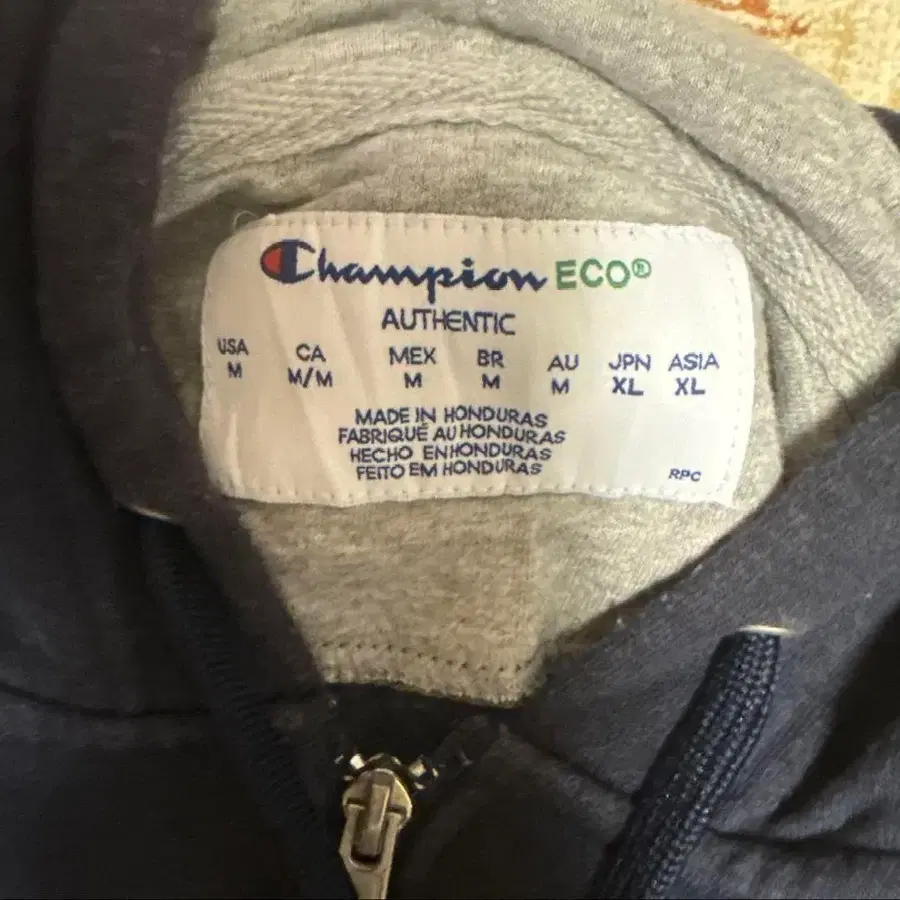 Champion ECO®
AUTHENTIC
USA CA MEX BR AU JPN ASIA
M M/M M M M XL XL
MADE IN HONDURAS
FABRIQUÉ AU HONDURAS
HECHO EN HONDURAS
FEITO EM HONDURAS
RPC